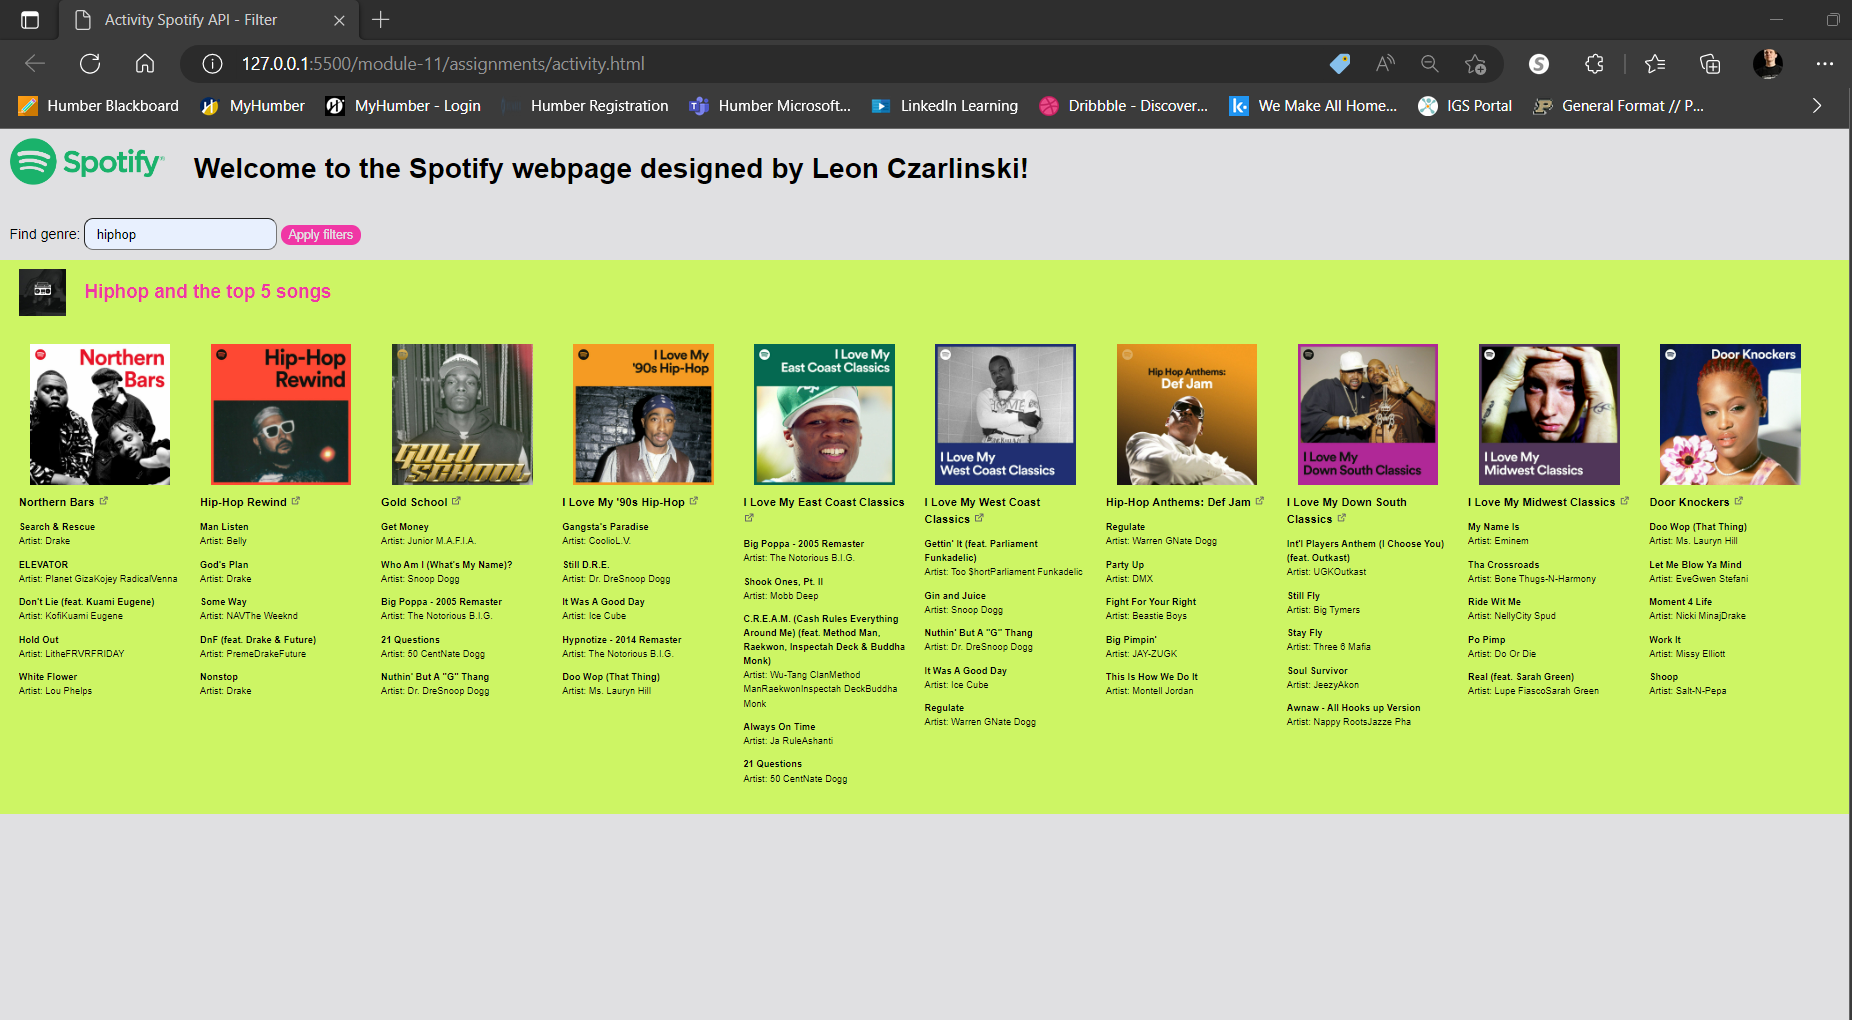 Activity Spotify API - Filter
127.0.0.1:5500/module-11/assignments/activity.html
Humber Blackboard
MyHumber
MyHumber - Login
Humber Registration
Humber Microsoft...
LinkedIn Learning
Dribbble - Discover...
We Make All Home...
IGS Portal
General Format // P...
Spotify
Welcome to the Spotify webpage designed by Leon Czarlinski!
Find genre: hiphop Apply filters
Hiphop and the top 5 songs
Northern
Bars
Northern Bars
Search & Rescue
Artist: Drake
ELEVATOR
Artist: Planet GizaKojey RadicalVenna
Don't Lie (feat. Kuami Eugene)
Artist: KofiKuami Eugene
Hold Out
Artist: LitheFRVRFRIDAY
White Flower
Artist: Lou Phelps
Hip-Hop
Rewind
Hip-Hop Rewind
Man Listen
Artist: Belly
God's Plan
Artist: Drake
Some Way
Artist: NAVThe Weeknd
DnF (feat. Drake & Future)
Artist: PremeDrakeFuture
Nonstop
Artist: Drake
GOLD
SCHOOL
Gold School
Get Money
Artist: Junior M.A.F.I.A.
Who Am I (What's My Name)?
Artist: Snoop Dogg
Big Poppa - 2005 Remaster
Artist: The Notorious B.I.G.
21 Questions
Artist: 50 CentNate Dogg
Nuthin' But A "G" Thang
Artist: Dr. DreSnoop Dogg
I Love My
'90s Hip-Hop
I Love My '90s Hip-Hop
Gangsta's Paradise
Artist: CoolioL.V.
Still D.R.E.
Artist: Dr. DreSnoop Dogg
It Was A Good Day
Artist: Ice Cube
Hypnotize - 2014 Remaster
Artist: The Notorious B.I.G.
Doo Wop (That Thing)
Artist: Ms. Lauryn Hill
I Love My
East Coast Classics
I Love My East Coast Classics
Big Poppa - 2005 Remaster
Artist: The Notorious B.I.G.
Shook Ones, Pt. II
Artist: Mobb Deep
C.R.E.A.M. (Cash Rules Everything
Around Me) (feat. Method Man,
Raekwon, Inspectah Deck & Buddha
Monk)
Artist: Wu-Tang ClanMethod
ManRaekwonInspectah DeckBuddha
Monk
Always On Time
Artist: Ja RuleAshanti
21 Questions
Artist: 50 CentNate Dogg
I Love My
West Coast Classics
I Love My West Coast
Classics
Gettin' It (feat. Parliament
Funkadelic)
Artist: Too $hortParliament Funkadelic
Gin and Juice
Artist: Snoop Dogg
Nuthin' But A "G" Thang
Artist: Dr. DreSnoop Dogg
It Was A Good Day
Artist: Ice Cube
Regulate
Artist: Warren GNate Dogg
Hip Hop Anthems:
Def Jam
Hip-Hop Anthems: Def Jam
Regulate
Artist: Warren GNate Dogg
Party Up
Artist: DMX
Fight For Your Right
Artist: Beastie Boys
Big Pimpin'
Artist: JAY-ZUGK
This Is How We Do It
Artist: Montell Jordan
I Love My
Down South Classics
I Love My Down South
Classics
Int'l Players Anthem (I Choose You)
(feat. Outkast)
Artist: UGKOutkast
Still Fly
Artist: Big Tymers
Stay Fly
Artist: Three 6 Mafia
Soul Survivor
Artist: JeezyAkon
Awnaw - All Hooks up Version
Artist: Nappy RootsJazze Pha
I Love My
Midwest Classics
I Love My Midwest Classics
My Name Is
Artist: Eminem
Tha Crossroads
Artist: Bone Thugs-N-Harmony
Ride Wit Me
Artist: NellyCity Spud
Po Pimp
Artist: Do Or Die
Real (feat. Sarah Green)
Artist: Lupe FiascoSarah Green
Door Knockers
Door Knockers
Doo Wop (That Thing)
Artist: Ms. Lauryn Hill
Let Me Blow Ya Mind
Artist: EveGwen Stefani
Moment 4 Life
Artist: Nicki MinajDrake
Work It
Artist: Missy Elliott
Shoop
Artist: Salt-N-Pepa